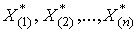 X*(1), X*(2),..., X*(n)